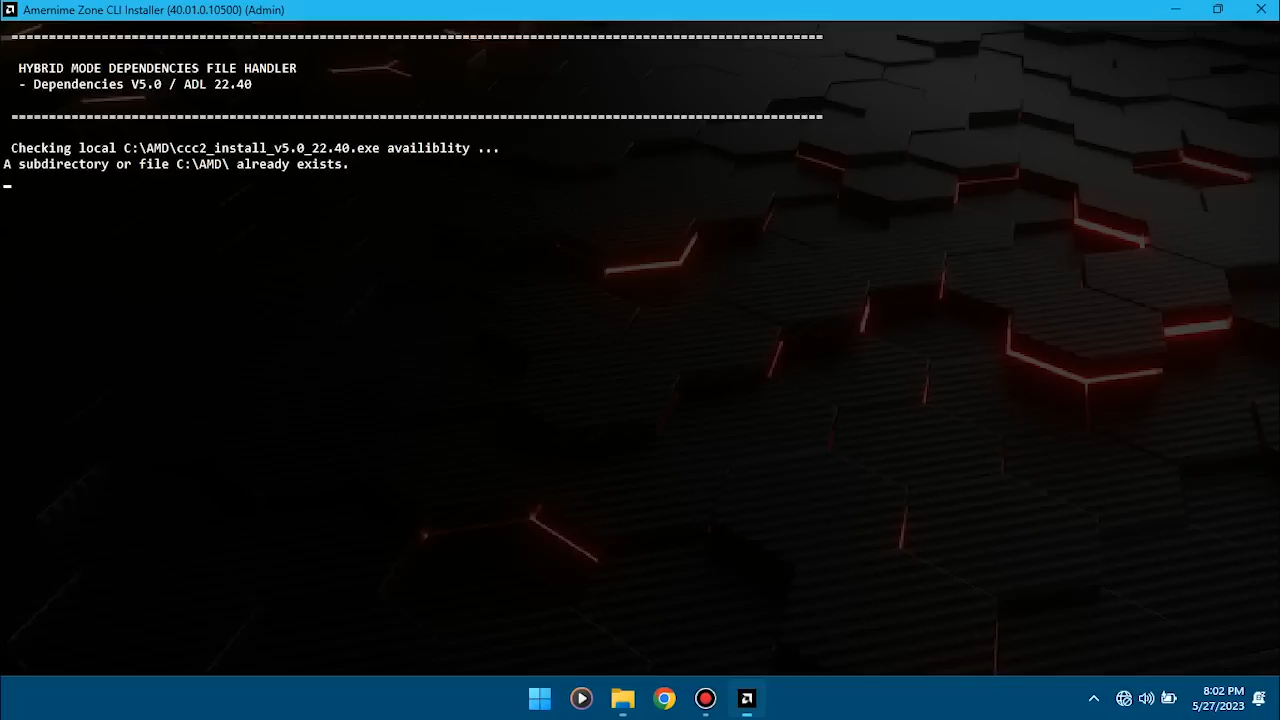 Amernime Zone CLI Installer (40.01.0.10500) (Admin)
HYBRID MODE DEPENDENCIES FILE HANDLER
- Dependencies V5.0 / ADL 22.40
Checking local C:\AMD\ccc2_install_v5.0_22.40.exe availiblity ...
A subdirectory or file C:\AMD\ already exists.
8:02 PM
5/27/2023